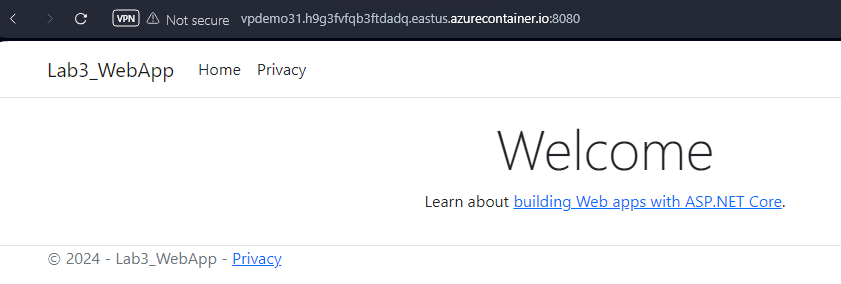 VPN Not secure vpdemo31.h9g3fvfqb3ftdadq.eastus.azurecontainer.io:8080
Lab3_WebApp Home Privacy
Welcome
Learn about building Web apps with ASP.NET Core.
© 2024 - Lab3_WebApp - Privacy